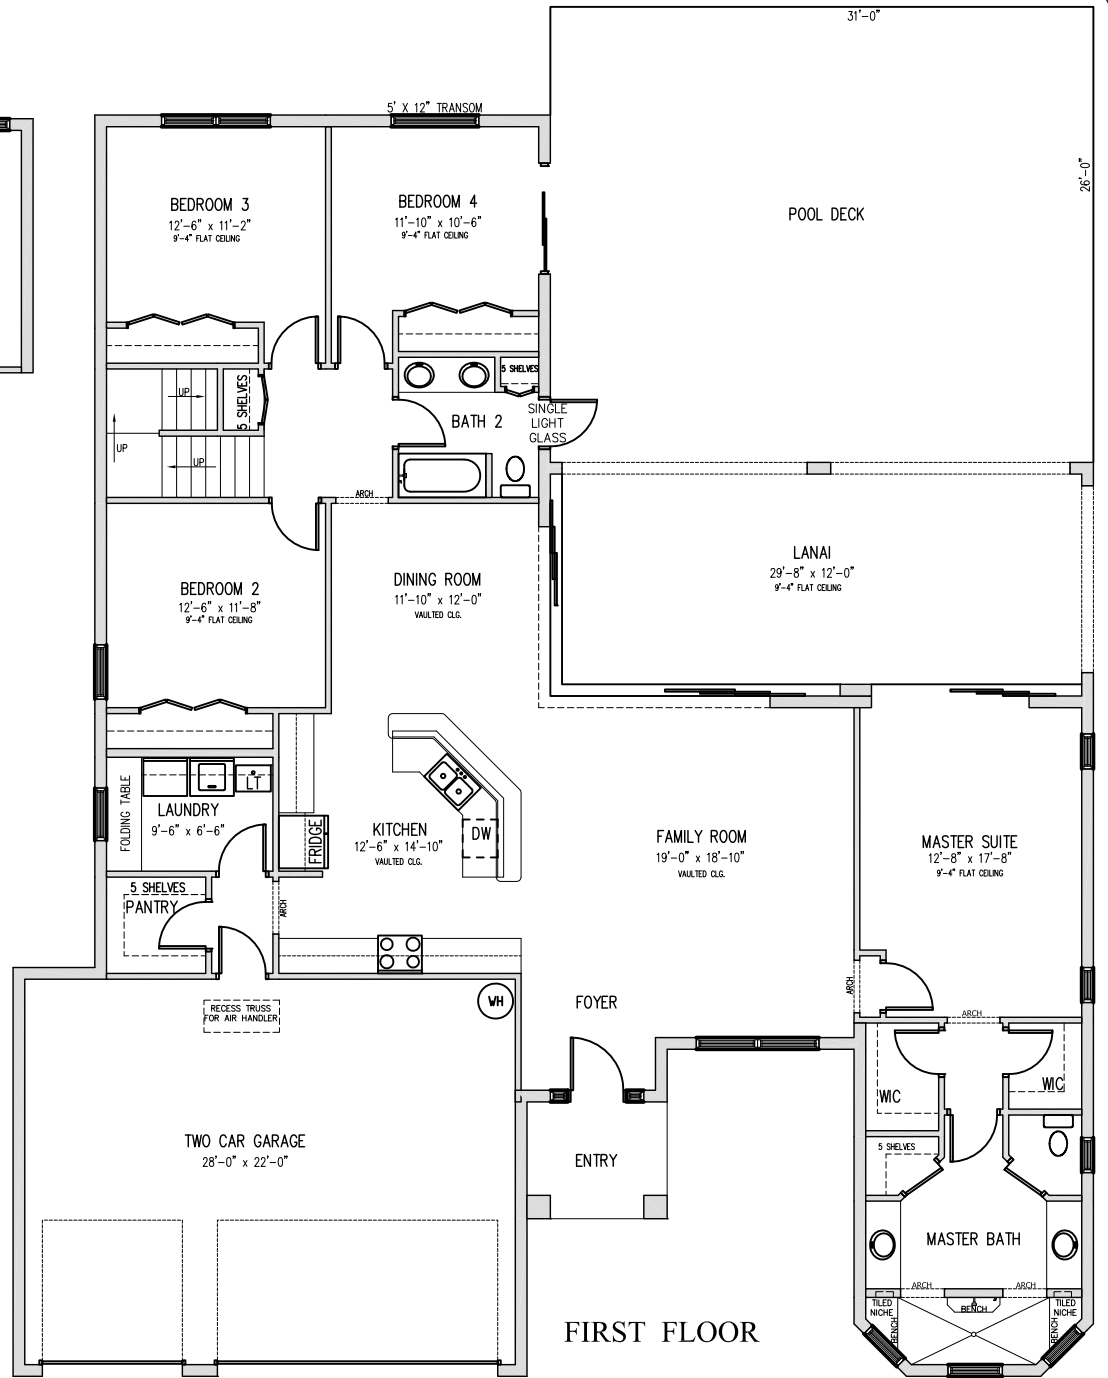 31'-0"
5' X 12" TRANSOM
26'-0"
BEDROOM 3
12'-6" x 11'-2"
9'-4" FLAT CEILING
BEDROOM 4
11'-10" x 10'-6"
9'-4" FLAT CEILING
POOL DECK
5 SHELVES
5 SHELVES
UP
UP
UP
BATH 2
SINGLE
LIGHT
GLASS
ARCH
BEDROOM 2
12'-6" x 11'-8"
9'-4" FLAT CEILING
DINING ROOM
11'-10" x 12'-0"
VAULTED CLG.
LANAI
29'-8" x 12'-0"
9'-4" FLAT CEILING
FOLDING TABLE
LT
LAUNDRY
9'-6" x 6'-6"
FRIDGE
KITCHEN
12'-6" x 14'-10"
VAULTED CLG.
DW
FAMILY ROOM
19'-0" x 18'-10"
VAULTED CLG.
MASTER SUITE
12'-8" x 17'-8"
9'-4" FLAT CEILING
5 SHELVES
PANTRY
ARCH
RECESS TRUSS
FOR AIR HANDLER
WH
FOYER
ARCH
ARCH
WIC
WIC
TWO CAR GARAGE
28'-0" x 22'-0"
ENTRY
5 SHELVES
MASTER BATH
ARCH
ARCH
TILED
NICHE
BENCH
BENCH
BENCH
TILED
NICHE
FIRST FLOOR